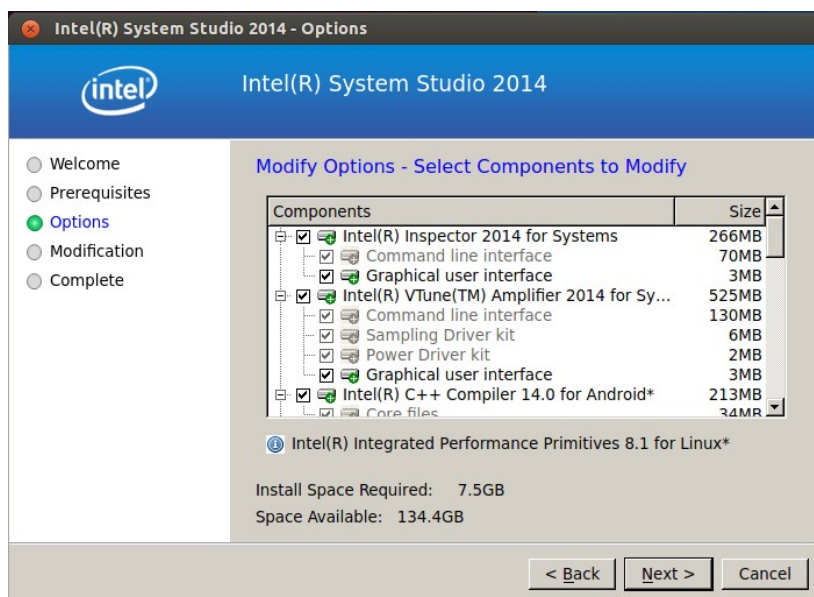 Intel(R) System Studio 2014 - Options
intel
Intel(R) System Studio 2014
Welcome
Prerequisites
Options
Modification
Complete
Modify Options - Select Components to Modify
Components Size
Intel(R) Inspector 2014 for Systems 266MB
Command line interface 70MB
Graphical user interface 3MB
Intel(R) VTune(TM) Amplifier 2014 for Sy... 525MB
Command line interface 130MB
Sampling Driver kit 6MB
Power Driver kit 2MB
Graphical user interface 3MB
Intel(R) C++ Compiler 14.0 for Android* 213MB
Core files 34MB
Intel(R) Integrated Performance Primitives 8.1 for Linux*
Install Space Required: 7.5GB
Space Available: 134.4GB
< Back Next > Cancel